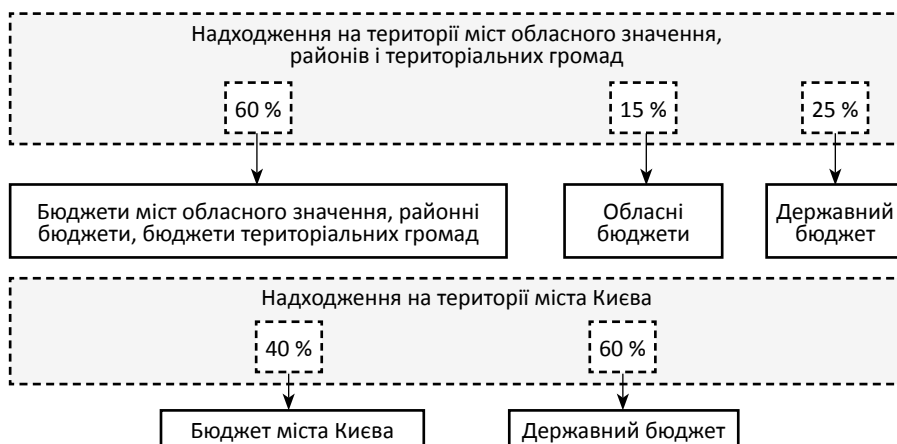 Надходження на території міст обласного значення,
районів і територіальних громад
60 %
15 %
25 %
Бюджети міст обласного значення, районні
бюджети, бюджети територіальних громад
Обласні
бюджети
Державний
бюджет
Надходження на території міста Києва
40 %
60 %
Бюджет міста Києва
Державний бюджет